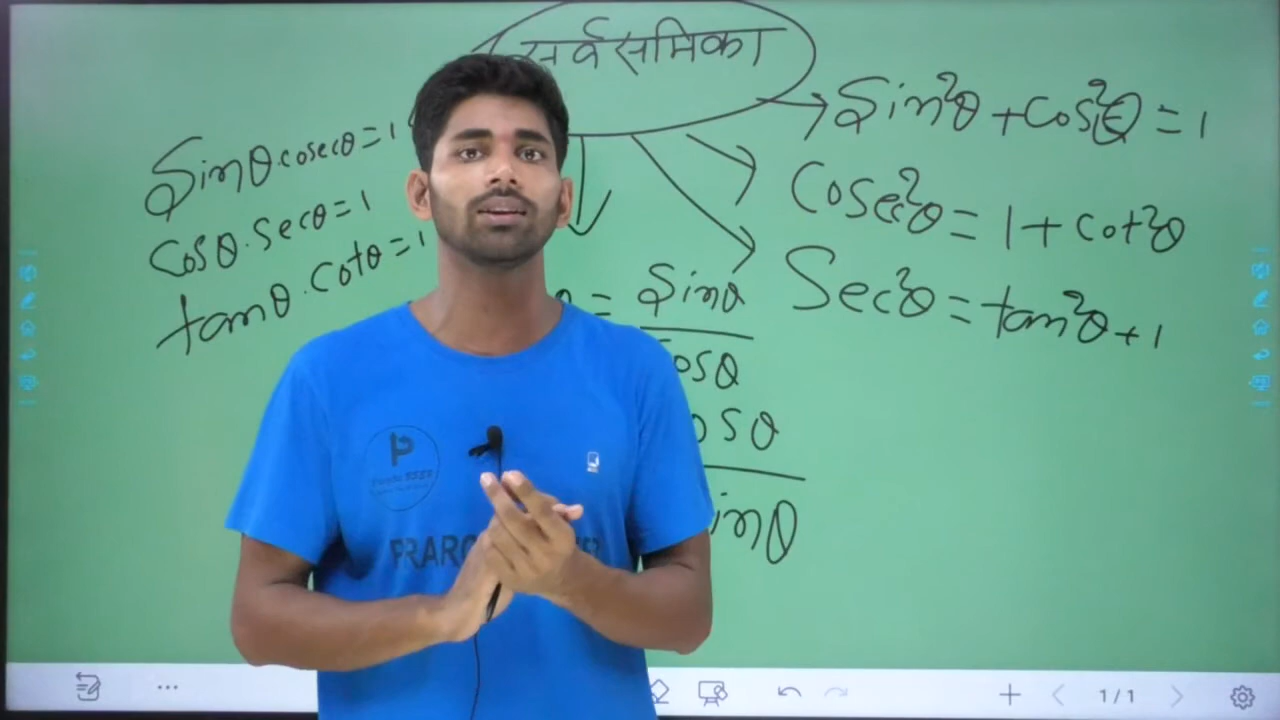 सर्वसमिका
sinθ cosecθ = 1
cosθ . secθ = 1
tanθ . cotθ = 1
= sinθ
cosθ
cosθ
sinθ
sin²θ + cos²θ = 1
cosec²θ = 1 + cot²θ
sec²θ = tan²θ + 1
1/1